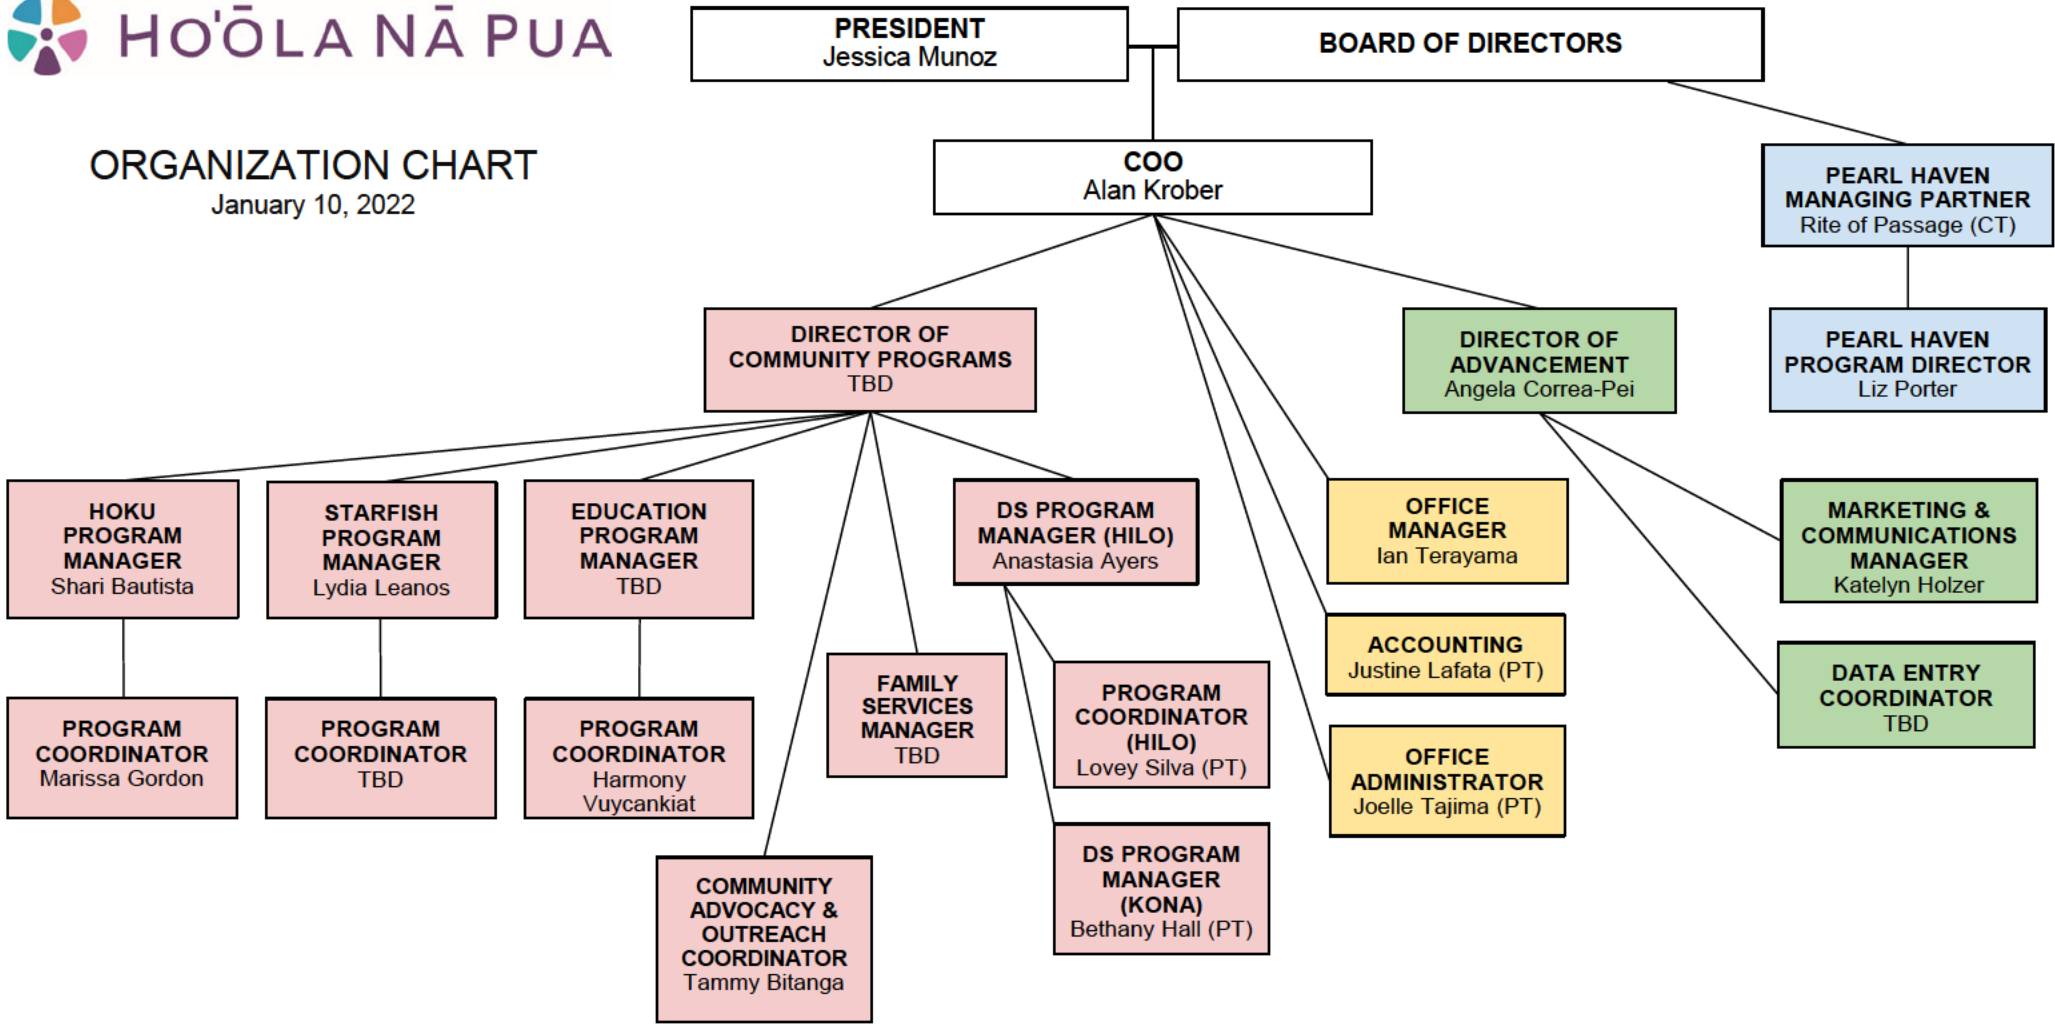 HO'ŌLA NĀ PUA
ORGANIZATION CHART
January 10, 2022
PRESIDENT
Jessica Munoz
BOARD OF DIRECTORS
COO
Alan Krober
PEARL HAVEN
MANAGING PARTNER
Rite of Passage (CT)
DIRECTOR OF
COMMUNITY PROGRAMS
TBD
DIRECTOR OF
ADVANCEMENT
Angela Correa-Pei
PEARL HAVEN
PROGRAM DIRECTOR
Liz Porter
HOKU
PROGRAM
MANAGER
Shari Bautista
STARFISH
PROGRAM
MANAGER
Lydia Leanos
EDUCATION
PROGRAM
MANAGER
TBD
DS PROGRAM
MANAGER (HILO)
Anastasia Ayers
OFFICE
MANAGER
Ian Terayama
MARKETING &
COMMUNICATIONS
MANAGER
Katelyn Holzer
ACCOUNTING
Justine Lafata (PT)
DATA ENTRY
COORDINATOR
TBD
FAMILY
SERVICES
MANAGER
TBD
PROGRAM
COORDINATOR
(HILO)
Lovey Silva (PT)
PROGRAM
COORDINATOR
Marissa Gordon
PROGRAM
COORDINATOR
TBD
PROGRAM
COORDINATOR
Harmony
Vuycankiat
OFFICE
ADMINISTRATOR
Joelle Tajima (PT)
DS PROGRAM
MANAGER
(KONA)
Bethany Hall (PT)
COMMUNITY
ADVOCACY &
OUTREACH
COORDINATOR
Tammy Bitanga